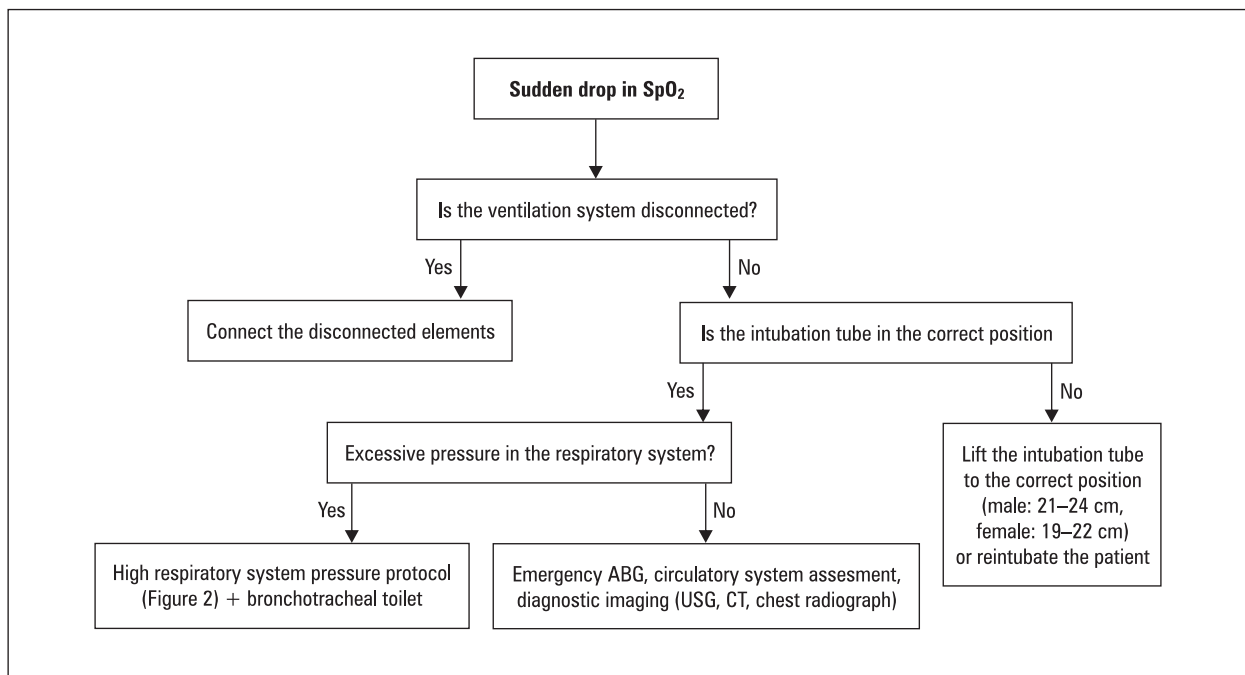 Sudden drop in SpO₂
Is the ventilation system disconnected?
Yes
No
Connect the disconnected elements
Is the intubation tube in the correct position
Yes
No
Excessive pressure in the respiratory system?
Lift the intubation tube
to the correct position
(male: 21–24 cm,
female: 19–22 cm)
or reintubate the patient
Yes
No
High respiratory system pressure protocol
(Figure 2) + bronchotracheal toilet
Emergency ABG, circulatory system assesment,
diagnostic imaging (USG, CT, chest radiograph)